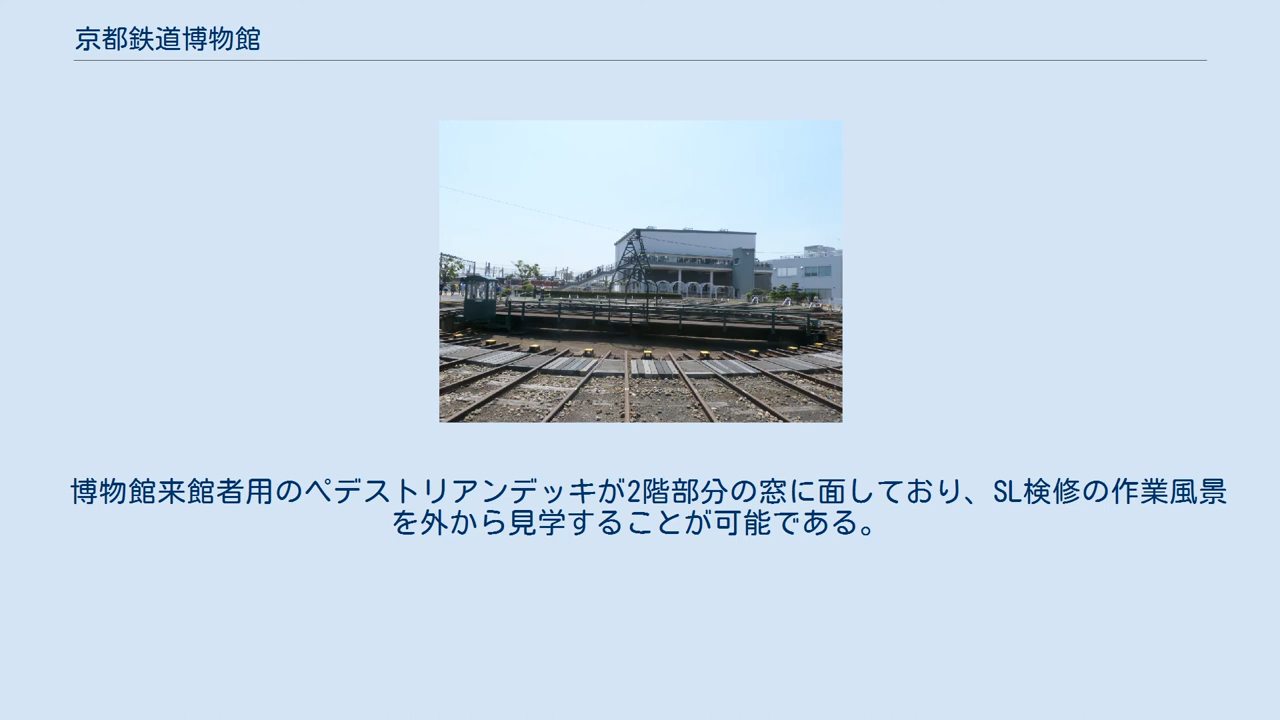 京都鉄道博物館
博物館来館者用のペデストリアンデッキが2階部分の窓に面しており、SL検修の作業風景
を外から見学することが可能である。